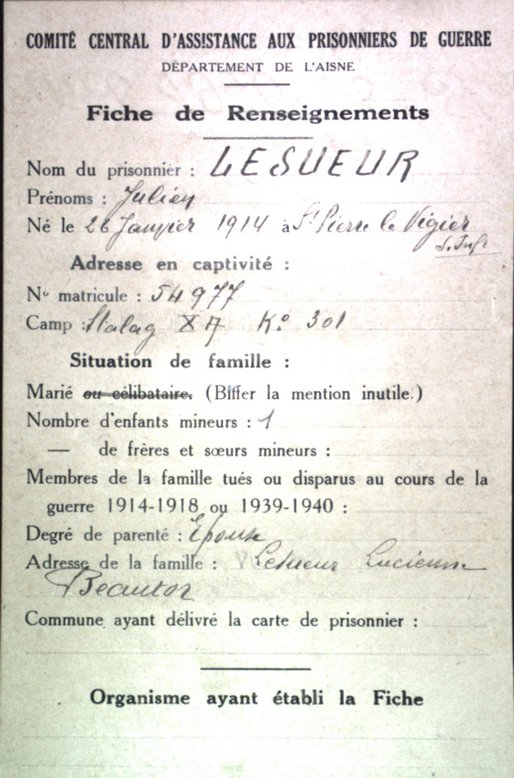 COMITÉ CENTRAL D'ASSISTANCE AUX PRISONNIERS DE GUERRE
DÉPARTEMENT DE L'AISNE
Fiche de Renseignements
Nom du prisonnier : LESUEUR
Prénoms : Julien
Né le 26 Janvier 1914 à St Pierre le Vigier
S. Infre
Adresse en captivité :
No matricule : 54977
Camp : Stalag X A Ko 301
Situation de famille :
Marié ou célibataire. (Biffer la mention inutile.)
Nombre d'enfants mineurs : 1
— de frères et sœurs mineurs :
Membres de la famille tués ou disparus au cours de la
guerre 1914-1918 ou 1939-1940 :
Degré de parenté : Epouse
Adresse de la famille : Lesueur Lucienne
Beautor
Commune ayant délivré la carte de prisonnier :
Organisme ayant établi la Fiche